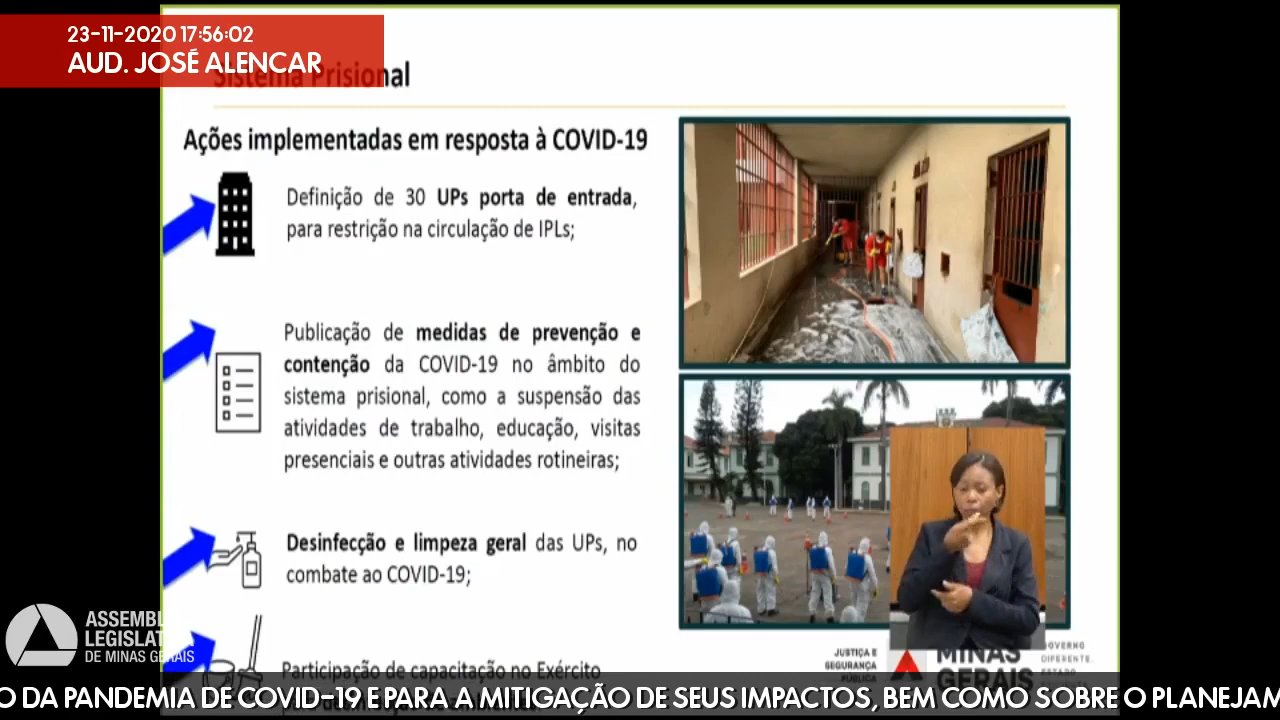 23-11-2020 17:56:02
AUD. JOSÉ ALENCAR
Sistema Prisional
Ações implementadas em resposta à COVID-19
Definição de 30 UPs porta de entrada,
para restrição na circulação de IPLs;
Publicação de medidas de prevenção e
contenção da COVID-19 no âmbito do
sistema prisional, como a suspensão das
atividades de trabalho, educação, visitas
presenciais e outras atividades rotineiras;
Desinfecção e limpeza geral das UPs, no
combate ao COVID-19;
Participação de capacitação no Exército
ASSEMBL
LEGISLAT
DE MINAS GERAIS
JUSTIÇA E
SEGURANÇA
PÚBLICA
MINAS
GERAIS
GOVERNO
DIFERENTE.
ESTADO
O DA PANDEMIA DE COVID-19 E PARA A MITIGAÇÃO DE SEUS IMPACTOS, BEM COMO SOBRE O PLANEJAM